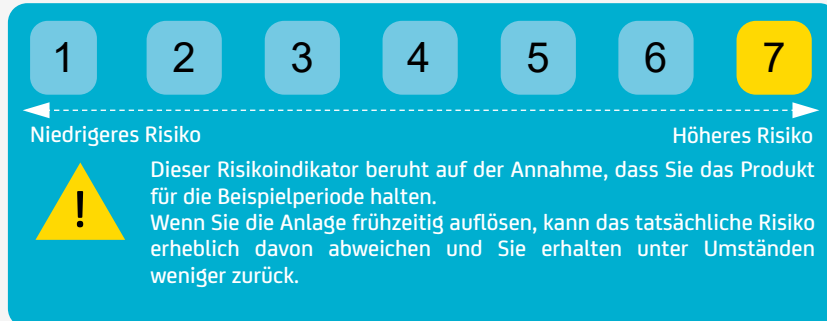 1 2 3 4 5 6 7
Niedrigeres Risiko Höheres Risiko
!
Dieser Risikoindikator beruht auf der Annahme, dass Sie das Produkt
für die Beispielperiode halten.
Wenn Sie die Anlage frühzeitig auflösen, kann das tatsächliche Risiko
erheblich davon abweichen und Sie erhalten unter Umständen
weniger zurück.